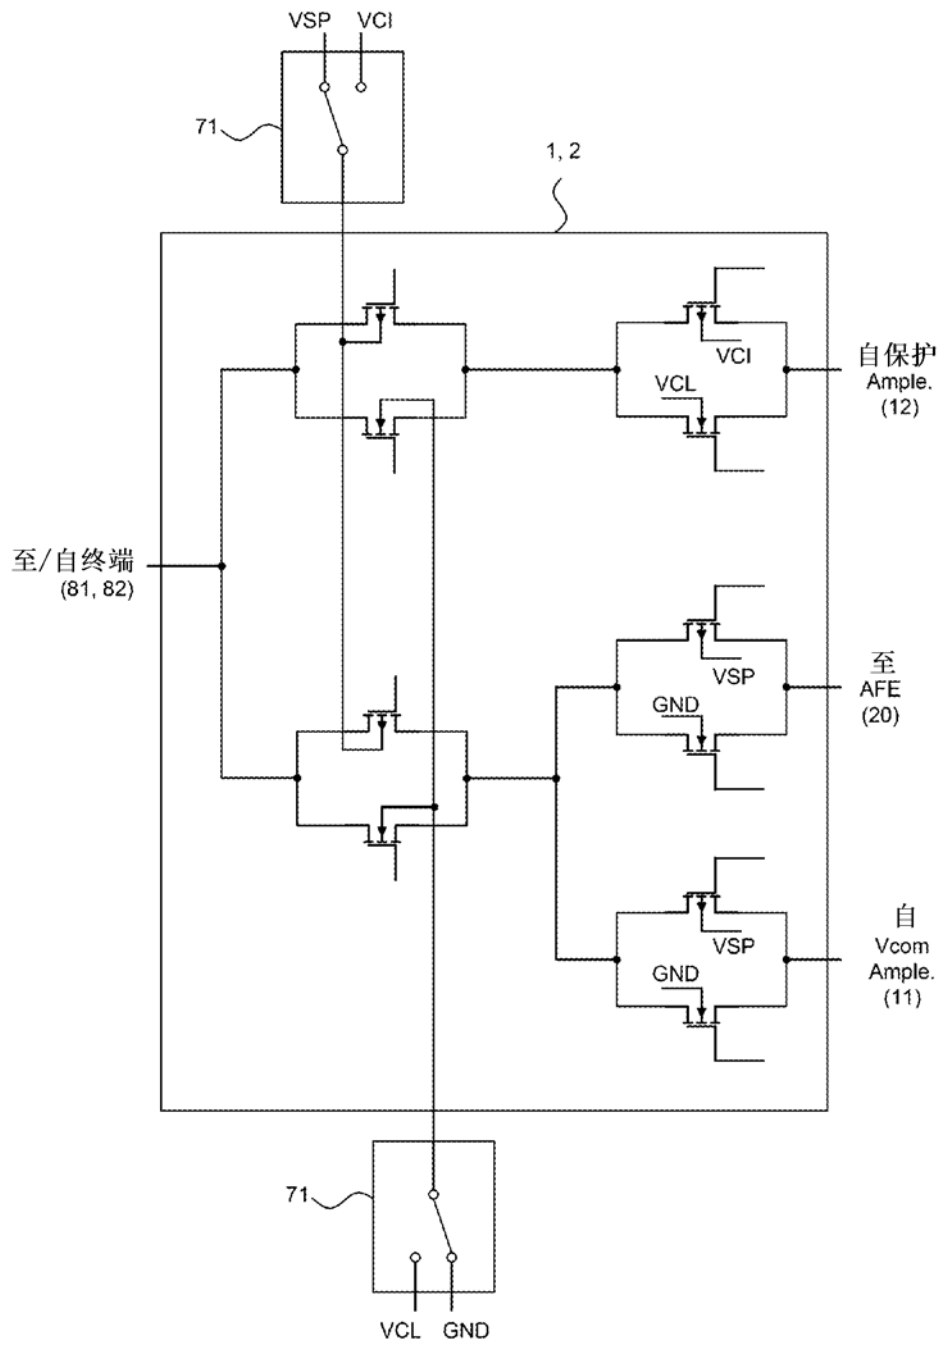 VSP VCI
71
1, 2
VCI
VCL
自保护
Ample.
(12)
至/自终端
(81, 82)
VSP
GND
至
AFE
(20)
VSP
GND
自
Vcom
Ample.
(11)
71
VCL GND